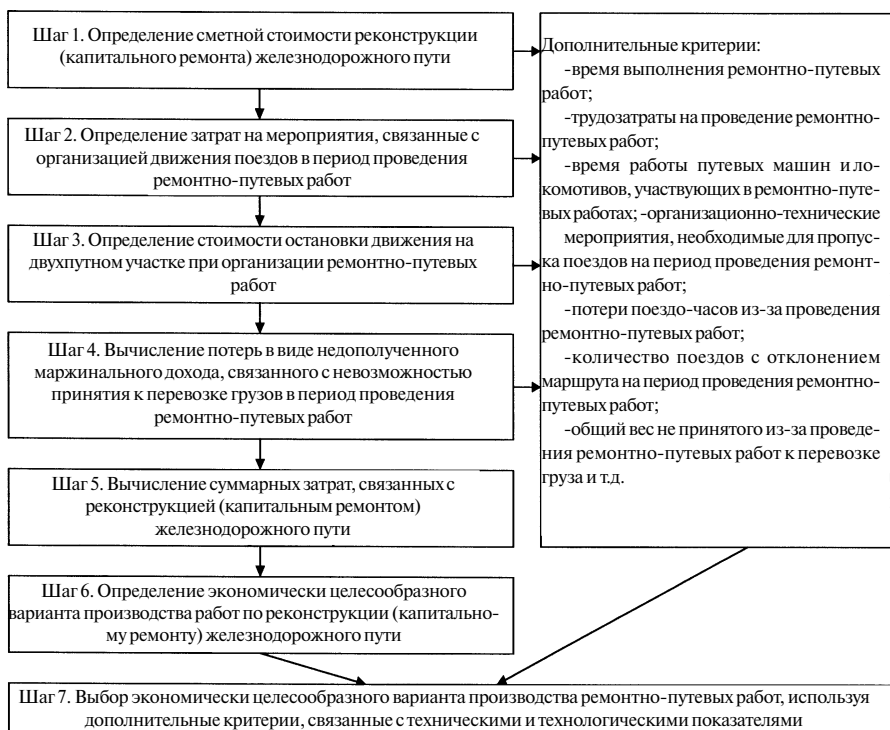 Шаг 1. Определение сметной стоимости реконструкции
(капитального ремонта) железнодорожного пути
Шаг 2. Определение затрат на мероприятия, связанные с
организацией движения поездов в период проведения
ремонтно-путевых работ
Шаг 3. Определение стоимости остановки движения на
двухпутном участке при организации ремонтно-путевых
работ
Шаг 4. Вычисление потерь в виде недополученного
маржинального дохода, связанного с невозможностью
принятия к перевозке грузов в период проведения
ремонтно-путевых работ
Шаг 5. Вычисление суммарных затрат, связанных с
реконструкцией (капитальным ремонтом)
железнодорожного пути
Шаг 6. Определение экономически целесообразного
варианта производства работ по реконструкции (капитально-
му ремонту) железнодорожного пути
Дополнительные критерии:
-время выполнения ремонтно-путевых
работ;
-трудозатраты на проведение ремонтно-
путевых работ;
-время работы путевых машин и ло-
комотивов, участвующих в ремонтно-путе-
вых работах; -организационно-технические
мероприятия, необходимые для пропус-
ка поездов на период проведения ремонт-
но-путевых работ;
-потери поездо-часов из-за проведения
ремонтно-путевых работ;
-количество поездов с отклонением
маршрута на период проведения ремонтно-
путевых работ;
-общий вес не принятого из-за проведе-
ния ремонтно-путевых работ к перевозке
груза и т.д.
Шаг 7. Выбор экономически целесообразного варианта производства ремонтно-путевых работ, используя
дополнительные критерии, связанные с техническими и технологическими показателями